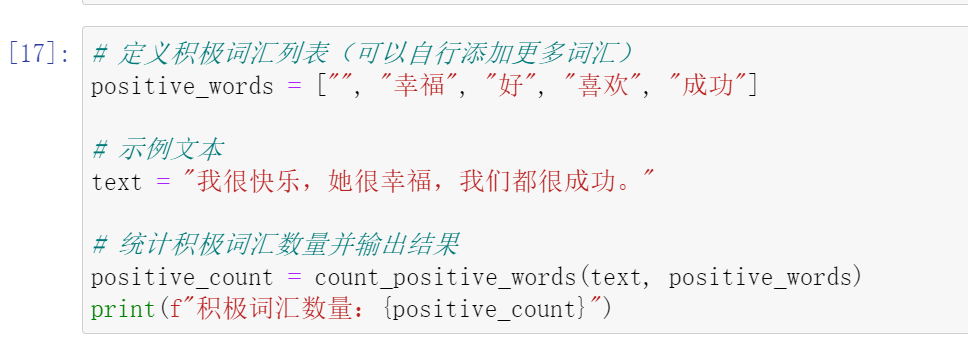 [17]: # 定义积极词汇列表（可以自行添加更多词汇）
positive_words = ["", "幸福", "好", "喜欢", "成功"]
# 示例文本
text = "我很快乐，她很幸福，我们都很成功。"
# 统计积极词汇数量并输出结果
positive_count = count_positive_words(text, positive_words)
print(f"积极词汇数量：{positive_count}")